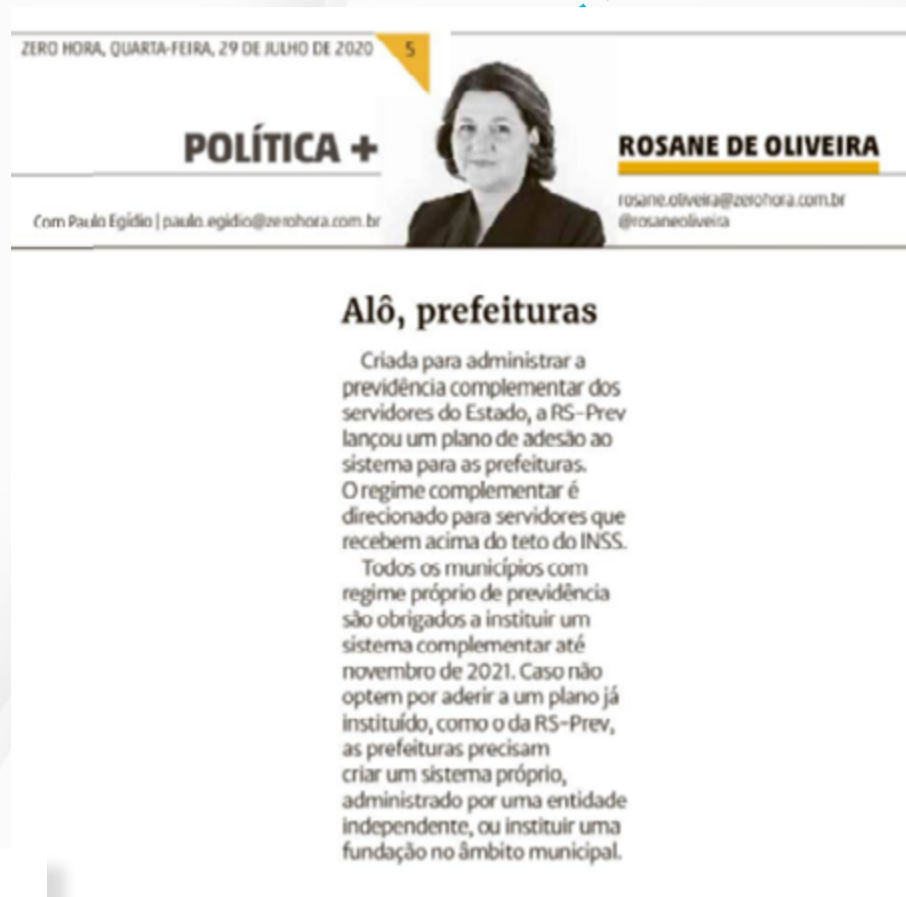 ZERO HORA, QUARTA-FEIRA, 29 DE JULHO DE 2020 5
POLÍTICA +
ROSANE DE OLIVEIRA
Com Paulo Egídio | paulo.egidio@zerohora.com.br
rosane.oliveira@zerohora.com.br
@rosaneoliveira
Alô, prefeituras
Criada para administrar a
previdência complementar dos
servidores do Estado, a RS-Prev
lançou um plano de adesão ao
sistema para as prefeituras.
O regime complementar é
direcionado para servidores que
recebem acima do teto do INSS.
Todos os municípios com
regime próprio de previdência
são obrigados a instituir um
sistema complementar até
novembro de 2021. Caso não
optem por aderir a um plano já
instituído, como o da RS-Prev,
as prefeituras precisam
criar um sistema próprio,
administrado por uma entidade
independente, ou instituir uma
fundação no âmbito municipal.